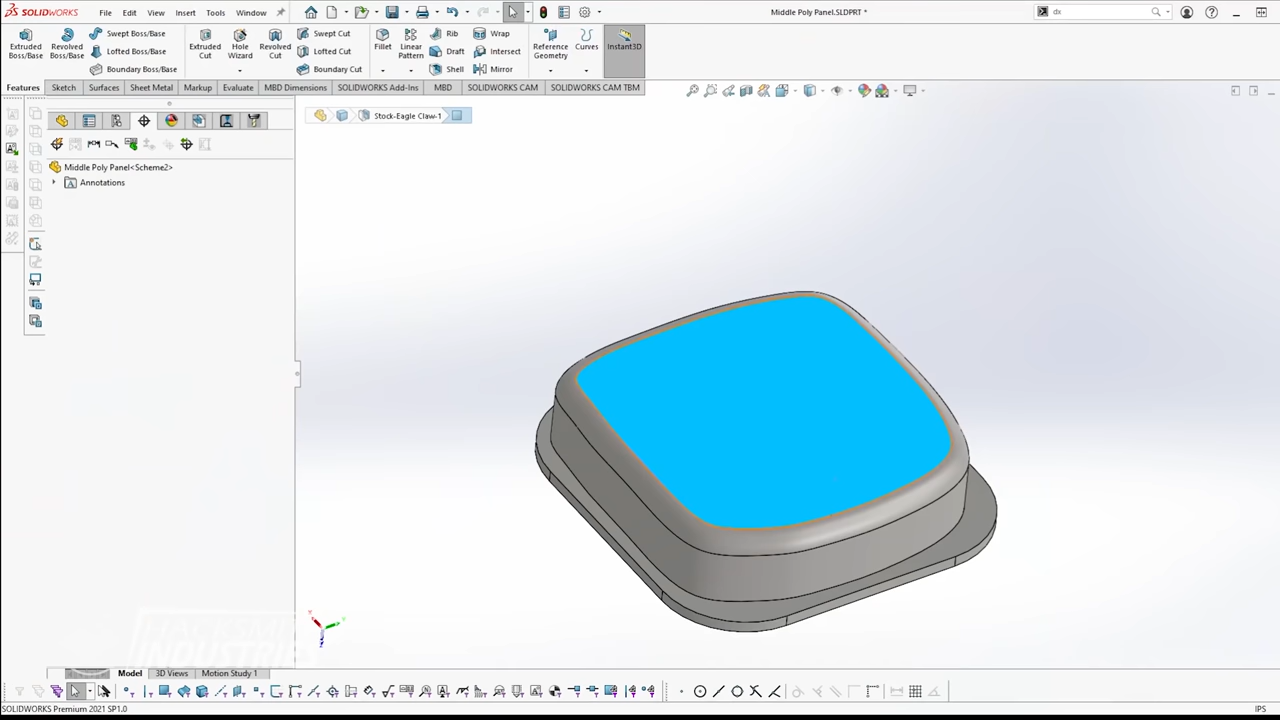 SOLIDWORKS File Edit View Insert Tools Window Middle Poly Panel.SLDPRT * dx
Extruded Boss/Base
Revolved Boss/Base
Swept Boss/Base
Lofted Boss/Base
Boundary Boss/Base
Extruded Cut
Hole Wizard
Revolved Cut
Swept Cut
Lofted Cut
Boundary Cut
Fillet
Linear Pattern
Rib
Draft
Shell
Wrap
Intersect
Mirror
Reference Geometry
Curves
Instant3D
Features Sketch Surfaces Sheet Metal Markup Evaluate MBD Dimensions SOLIDWORKS Add-Ins MBD SOLIDWORKS CAM SOLIDWORKS CAM TBM
Stock-Eagle Claw-1
Middle Poly Panel<Scheme2>
Annotations
HACKSMITH
INDUSTRIES
Model 3D Views Motion Study 1
SOLIDWORKS Premium 2021 SP1.0 IPS